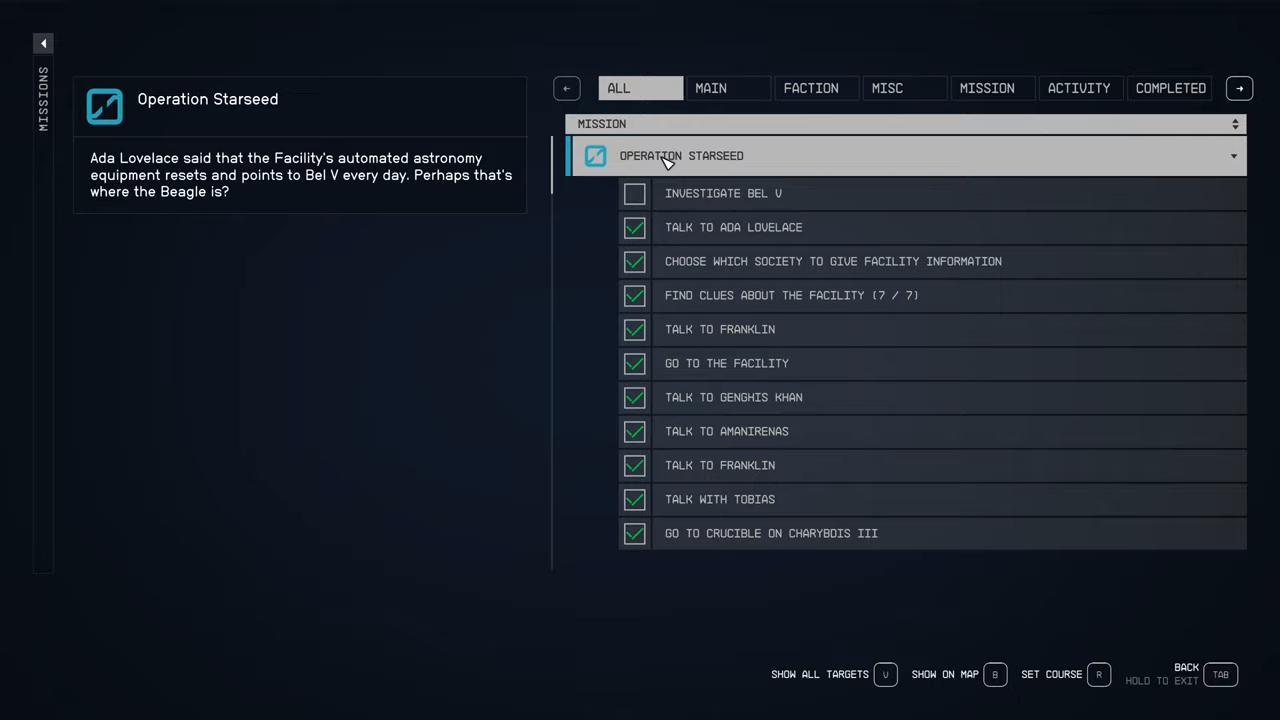 MISSIONS
Operation Starseed
Ada Lovelace said that the Facility's automated astronomy
equipment resets and points to Bel V every day. Perhaps that's
where the Beagle is?
ALL
MAIN
FACTION
MISC
MISSION
ACTIVITY
COMPLETED
MISSION
OPERATION STARSEED
INVESTIGATE BEL V
TALK TO ADA LOVELACE
CHOOSE WHICH SOCIETY TO GIVE FACILITY INFORMATION
FIND CLUES ABOUT THE FACILITY (7 / 7)
TALK TO FRANKLIN
GO TO THE FACILITY
TALK TO GENGHIS KHAN
TALK TO AMANIRENAS
TALK TO FRANKLIN
TALK WITH TOBIAS
GO TO CRUCIBLE ON CHARYBDIS III
SHOW ALL TARGETS V
SHOW ON MAP B
SET COURSE R
BACK
HOLD TO EXIT
TAB